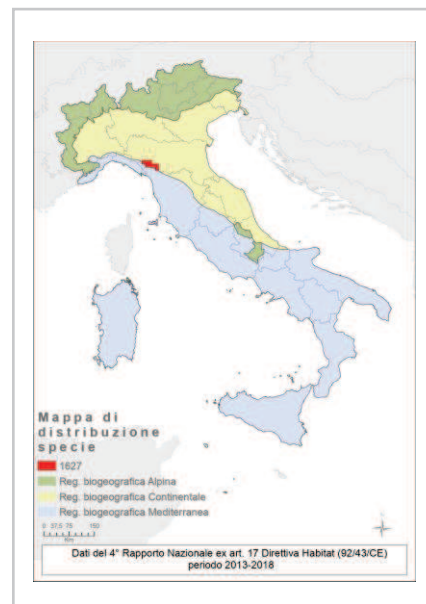 Mappa di
distribuzione
specie
1627
Reg. biogeografica Alpina
Reg. biogeografica Continentale
Reg. biogeografica Mediterranea
0 37,5 75 150
Km
Dati del 4° Rapporto Nazionale ex art. 17 Direttiva Habitat (92/43/CE)
periodo 2013-2018